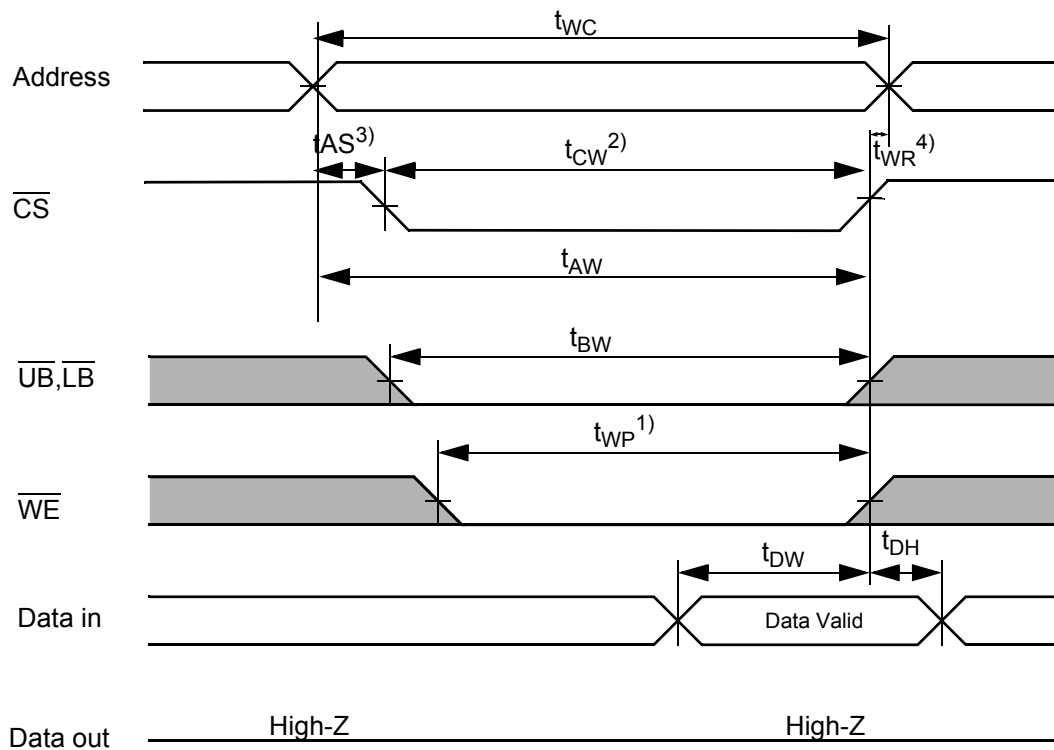 tWC
Address
tAS3) tCW2) tWR4)
CS
tAW
UB,LB tBW
tWP1)
WE
tDW tDH
Data in Data Valid
Data out High-Z High-Z